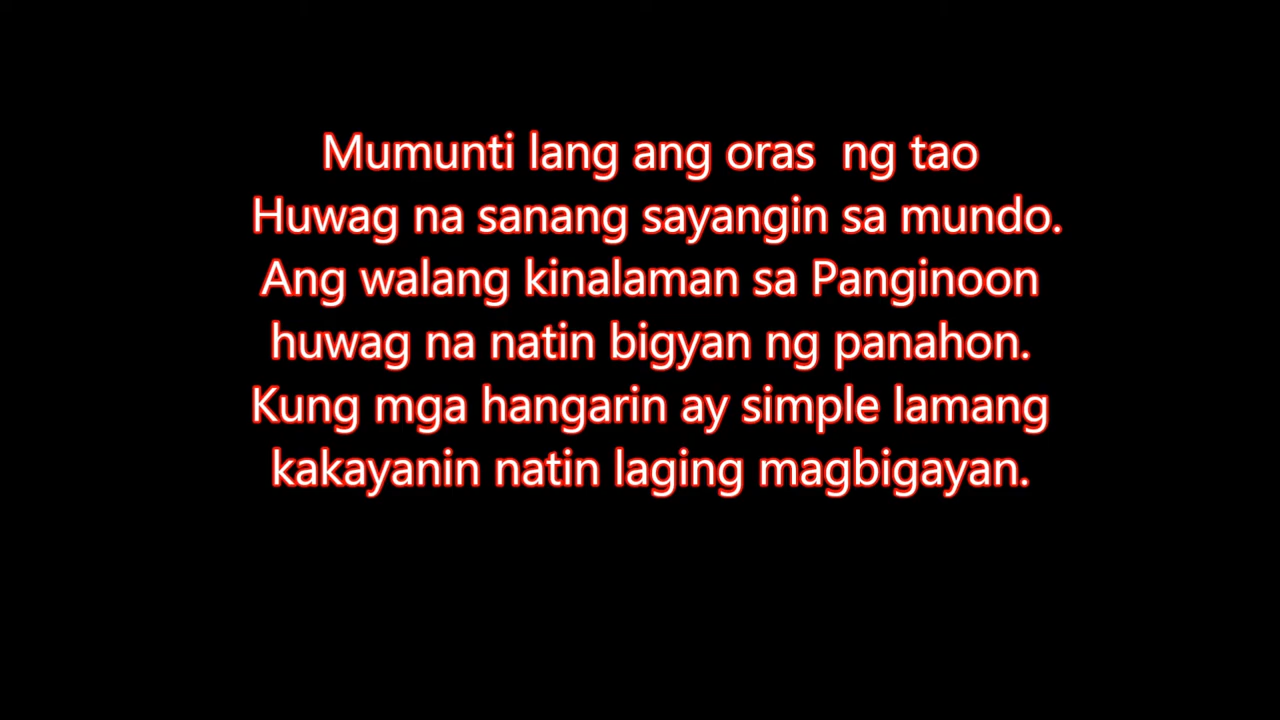 Mumunti lang ang oras  ng tao
Huwag na sanang sayangin sa mundo.
Ang walang kinalaman sa Panginoon
huwag na natin bigyan ng panahon.
Kung mga hangarin ay simple lamang
kakayanin natin laging magbigayan.